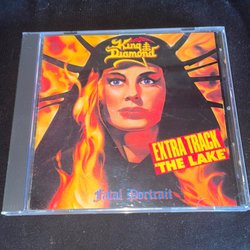 King
Diamond
EXTRA TRACK
"THE LAKE"
Fatal Portrait